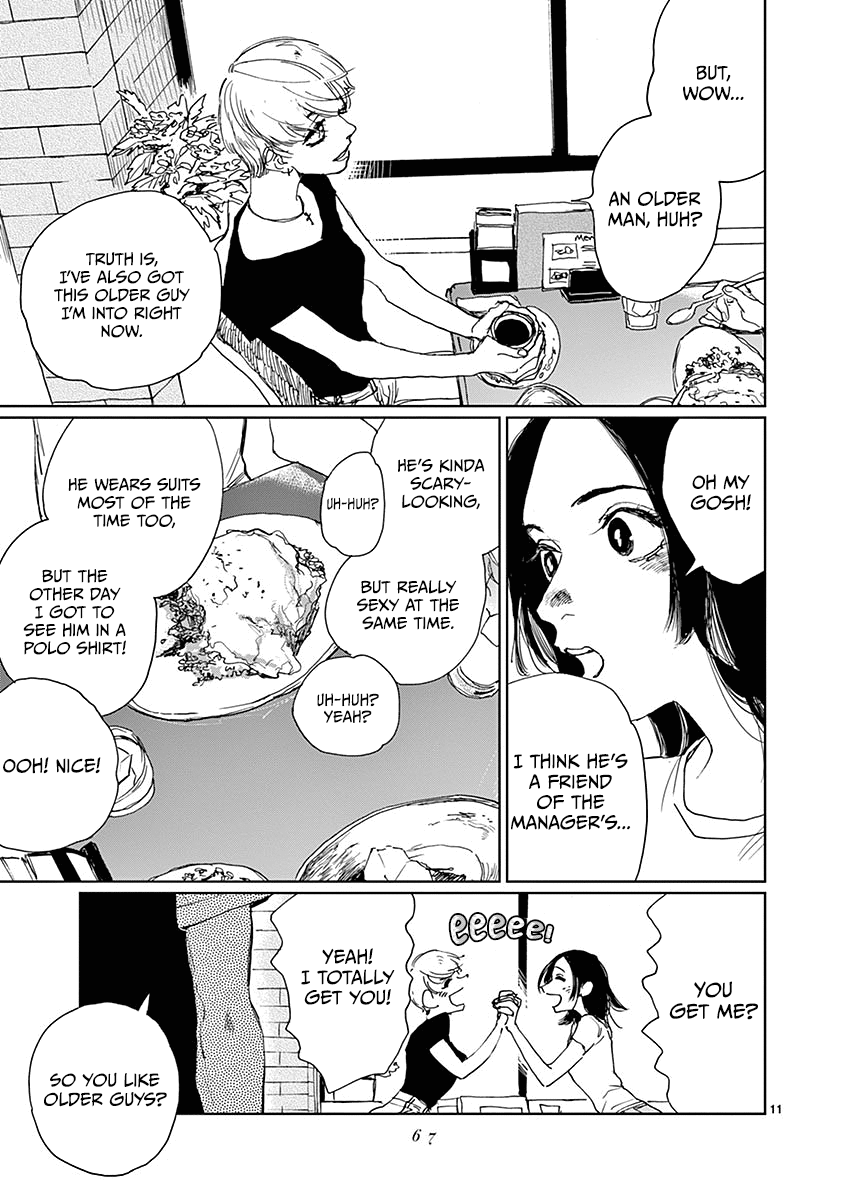 BUT,
WOW...
AN OLDER
MAN, HUH?
MEN
TRUTH IS,
I'VE ALSO GOT
THIS OLDER GUY
I'M INTO RIGHT
NOW.
OH MY
GOSH!
I THINK HE'S
A FRIEND
OF THE
MANAGER'S...
HE'S KINDA
SCARY-
LOOKING,
UH-HUH?
BUT REALLY
SEXY AT THE
SAME TIME.
UH-HUH?
YEAH?
HE WEARS SUITS
MOST OF THE
TIME TOO,
BUT THE
OTHER DAY
I GOT TO
SEE HIM IN A
POLO SHIRT!
OOH! NICE!
YOU
GET ME?
eeeeee!
YEAH!
I TOTALLY
GET YOU!
SO YOU LIKE
OLDER GUYS?
11
67